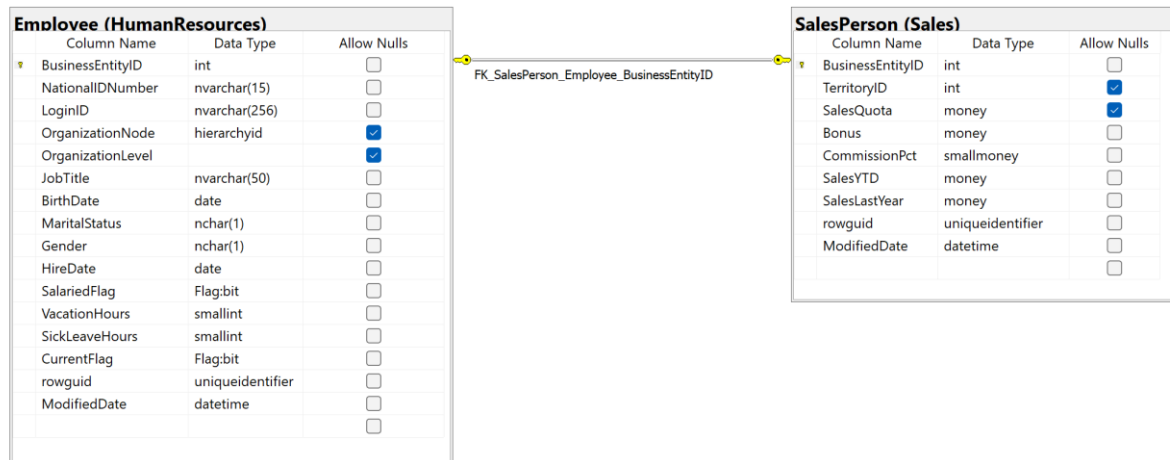 Employee (HumanResources)
Column Name Data Type Allow Nulls
BusinessEntityID int
NationalIDNumber nvarchar(15)
LoginID nvarchar(256)
OrganizationNode hierarchyid
OrganizationLevel
JobTitle nvarchar(50)
BirthDate date
MaritalStatus nchar(1)
Gender nchar(1)
HireDate date
SalariedFlag Flag:bit
VacationHours smallint
SickLeaveHours smallint
CurrentFlag Flag:bit
rowguid uniqueidentifier
ModifiedDate datetime
FK_SalesPerson_Employee_BusinessEntityID
SalesPerson (Sales)
Column Name Data Type Allow Nulls
BusinessEntityID int
TerritoryID int
SalesQuota money
Bonus money
CommissionPct smallmoney
SalesYTD money
SalesLastYear money
rowguid uniqueidentifier
ModifiedDate datetime